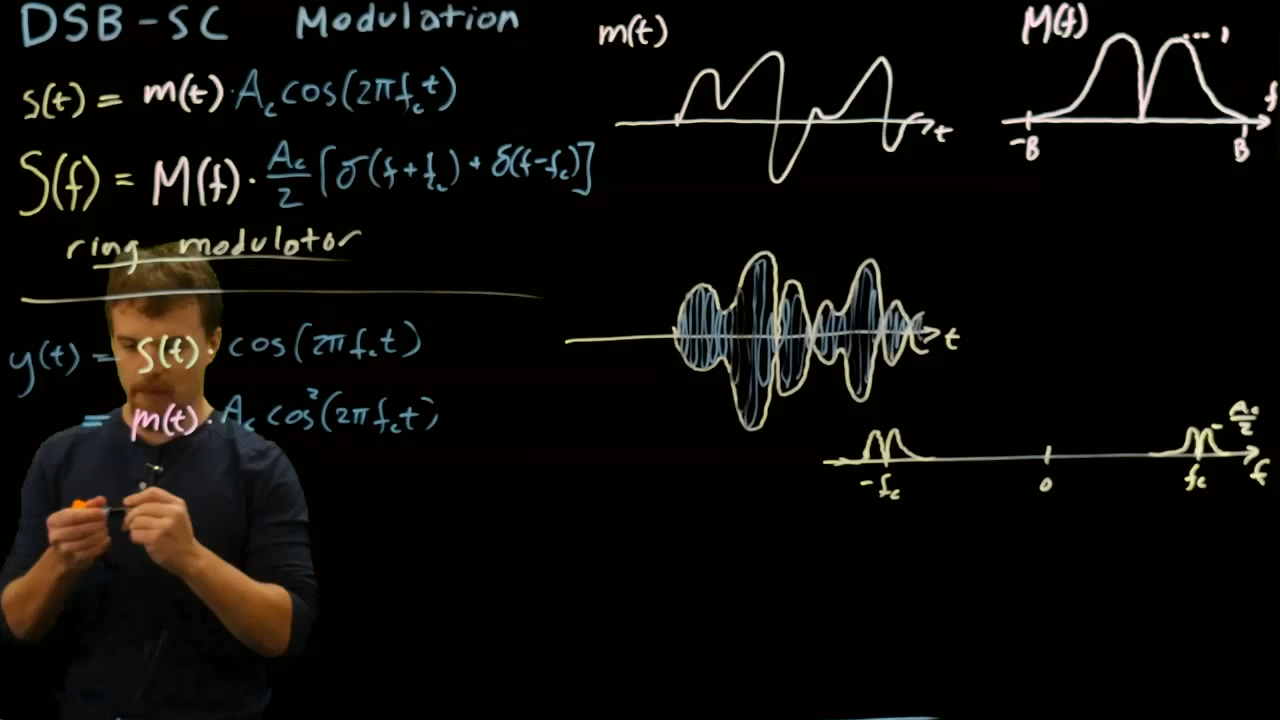 DSB-SC Modulation
s(t) = m(t)·A_c cos(2πf_c t)
S(f) = M(f)·A_c/2 [σ(f+f_c) + δ(f-f_c)]
ring modulator
y(t) = S(t)· cos(2πf_c t)
= m(t)·A_c cos²(2πf_c t)
m(t)
t
M(f)
1
f
-B
B
t
A_c/2
-f_c
0
f_c
f